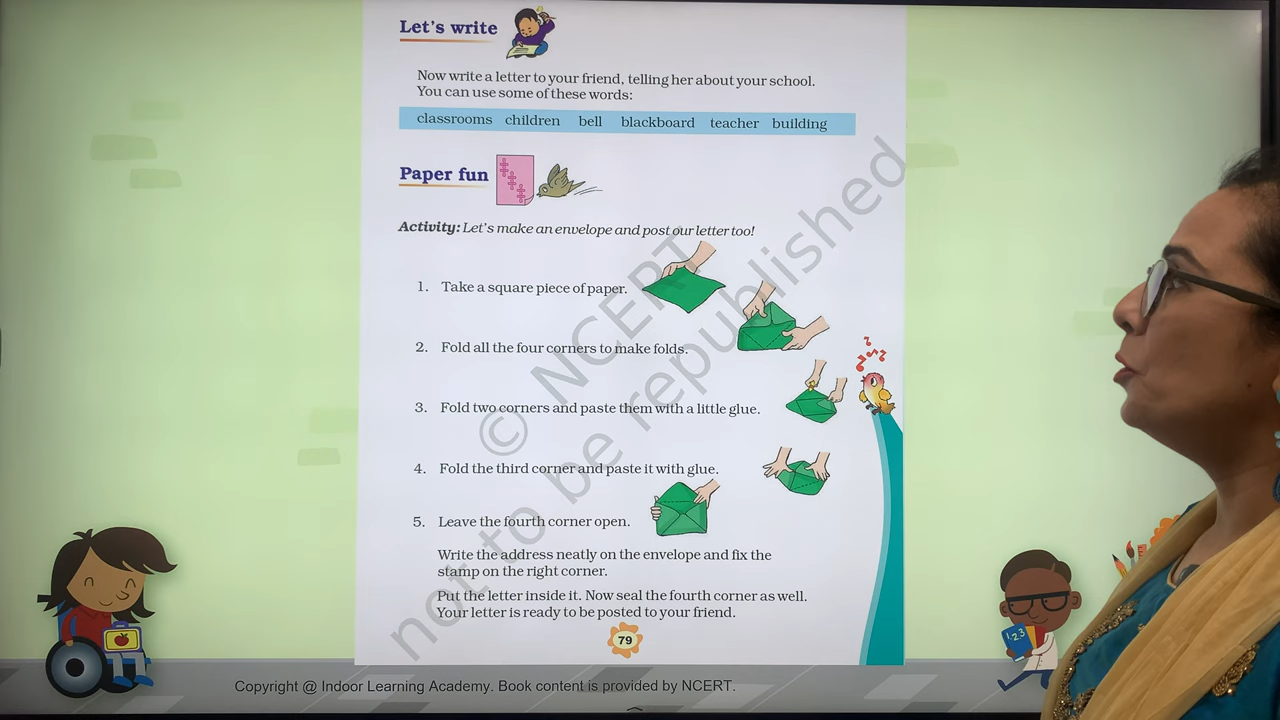 Let's write
Now write a letter to your friend, telling her about your school.
You can use some of these words:
classrooms children bell blackboard teacher building
Paper fun
Activity: Let's make an envelope and post our letter too!
1. Take a square piece of paper.
2. Fold all the four corners to make folds.
3. Fold two corners and paste them with a little glue.
4. Fold the third corner and paste it with glue.
5. Leave the fourth corner open.
Write the address neatly on the envelope and fix the
stamp on the right corner.
Put the letter inside it. Now seal the fourth corner as well.
Your letter is ready to be posted to your friend.
79
© NCERT
not to be republished
1 2 3
Copyright @ Indoor Learning Academy. Book content is provided by NCERT.